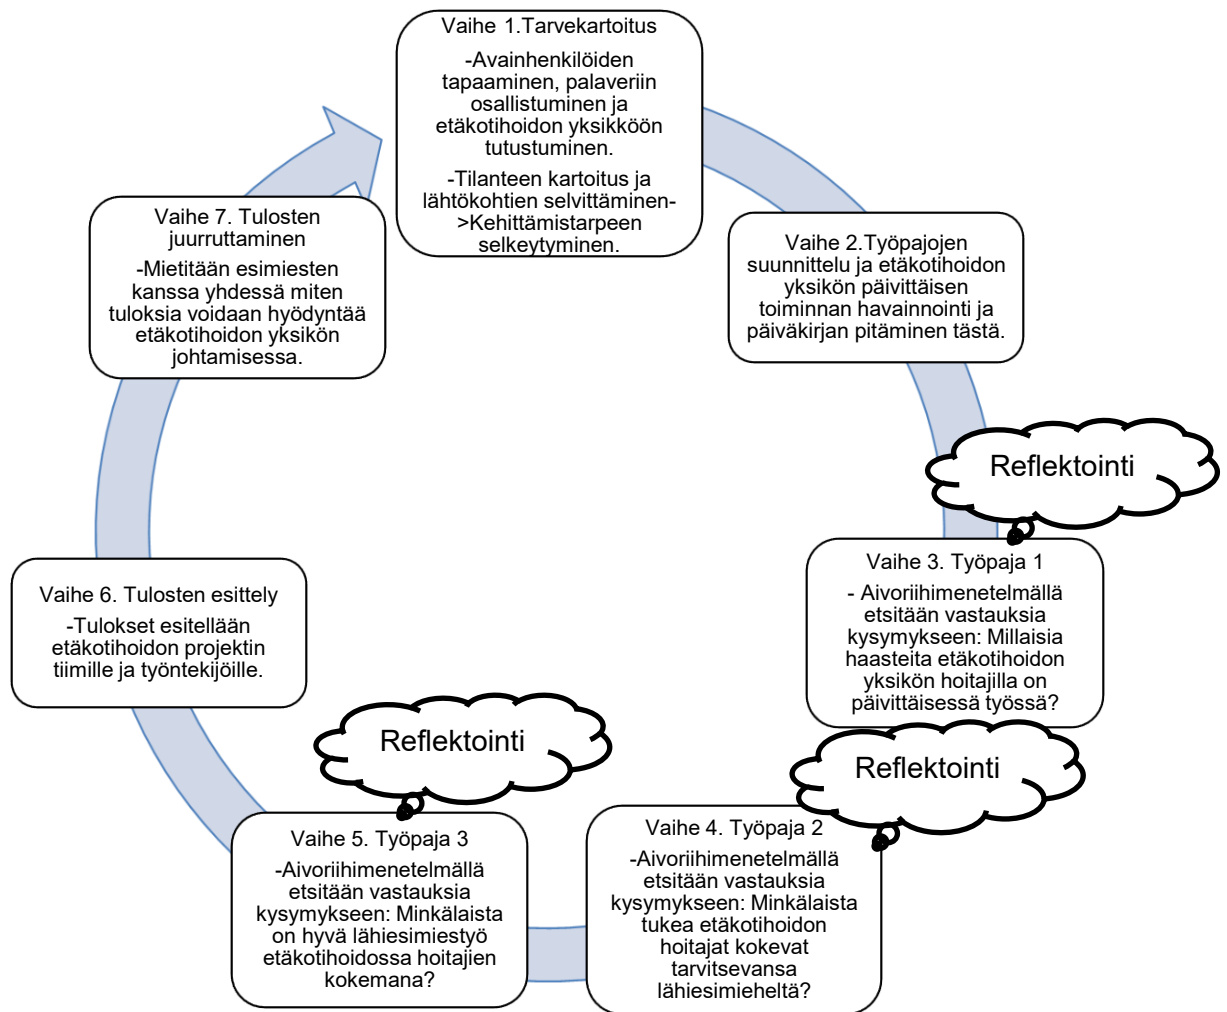 Vaihe 1.Tarvekartoitus
-Avainhenkilöiden
tapaaminen, palaveriin
osallistuminen ja
etäkotihoidon yksikköön
tutustuminen.
-Tilanteen kartoitus ja
lähtökohtien selvittäminen-
>Kehittämistarpeen
selkeytyminen.
Vaihe 2.Työpajojen
suunnittelu ja etäkotihoidon
yksikön päivittäisen
toiminnan havainnointi ja
päiväkirjan pitäminen tästä.
Reflektointi
Vaihe 3. Työpaja 1
- Aivoriihimenetelmällä
etsitään vastauksia
kysymykseen: Millaisia
haasteita etäkotihoidon
yksikön hoitajilla on
päivittäisessä työssä?
Reflektointi
Vaihe 4. Työpaja 2
-Aivoriihimenetelmällä
etsitään vastauksia
kysymykseen: Minkälaista
tukea etäkotihoidon
hoitajat kokevat
tarvitsevansa
lähiesimieheltä?
Reflektointi
Vaihe 5. Työpaja 3
-Aivoriihimenetelmällä
etsitään vastauksia
kysymykseen: Minkälaista
on hyvä lähiesimiestyö
etäkotihoidossa hoitajien
kokemana?
Vaihe 6. Tulosten esittely
-Tulokset esitellään
etäkotihoidon projektin
tiimille ja työntekijöille.
Vaihe 7. Tulosten
juurruttaminen
-Mietitään esimiesten
kanssa yhdessä miten
tuloksia voidaan hyödyntää
etäkotihoidon yksikön
johtamisessa.